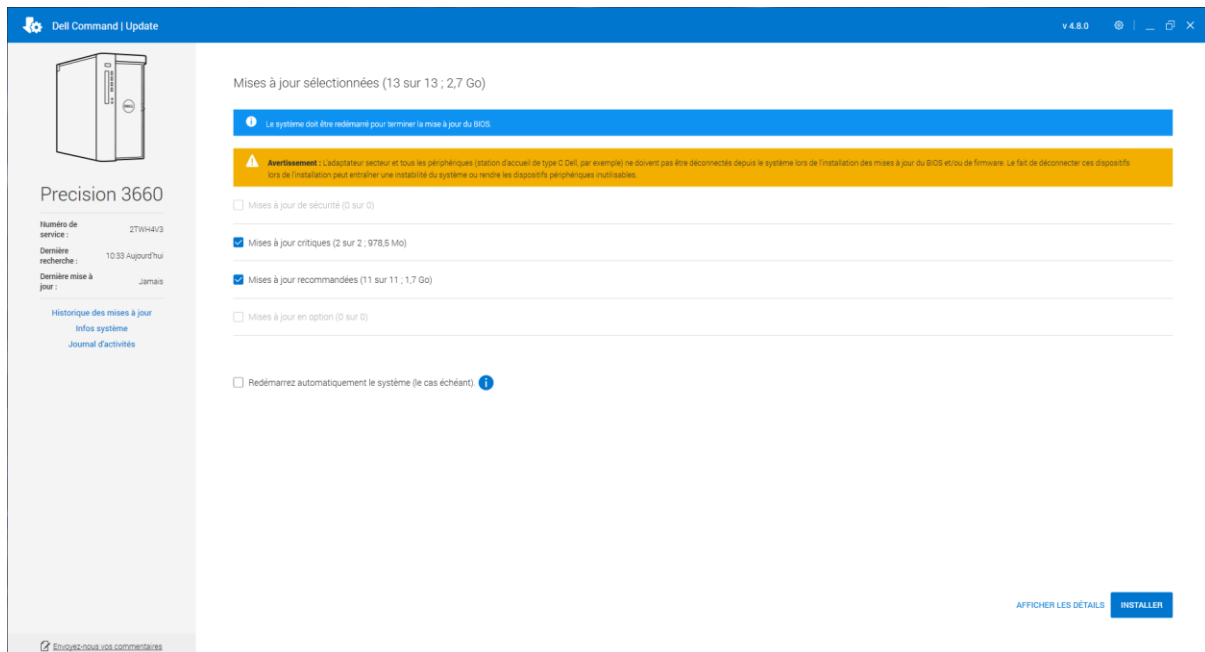 Dell Command | Update
v 4.8.0
Precision 3660
Numéro de service : 2TWH4V3
Dernière recherche : 10:33 Aujourd'hui
Dernière mise à jour : Jamais
Historique des mises à jour
Infos système
Journal d'activités
Envoyez-nous vos commentaires
Mises à jour sélectionnées (13 sur 13 ; 2,7 Go)
Le système doit être redémarré pour terminer la mise à jour du BIOS.
Avertissement : L'adaptateur secteur et tous les périphériques (station d'accueil de type C Dell, par exemple) ne doivent pas être déconnectés depuis le système lors de l'installation des mises à jour du BIOS et/ou de firmware. Le fait de déconnecter ces dispositifs
lors de l'installation peut entraîner une instabilité du système ou rendre les dispositifs périphériques inutilisables.
Mises à jour de sécurité (0 sur 0)
Mises à jour critiques (2 sur 2 ; 978,5 Mo)
Mises à jour recommandées (11 sur 11 ; 1,7 Go)
Mises à jour en option (0 sur 0)
Redémarrez automatiquement le système (le cas échéant).
AFFICHER LES DÉTAILS
INSTALLER